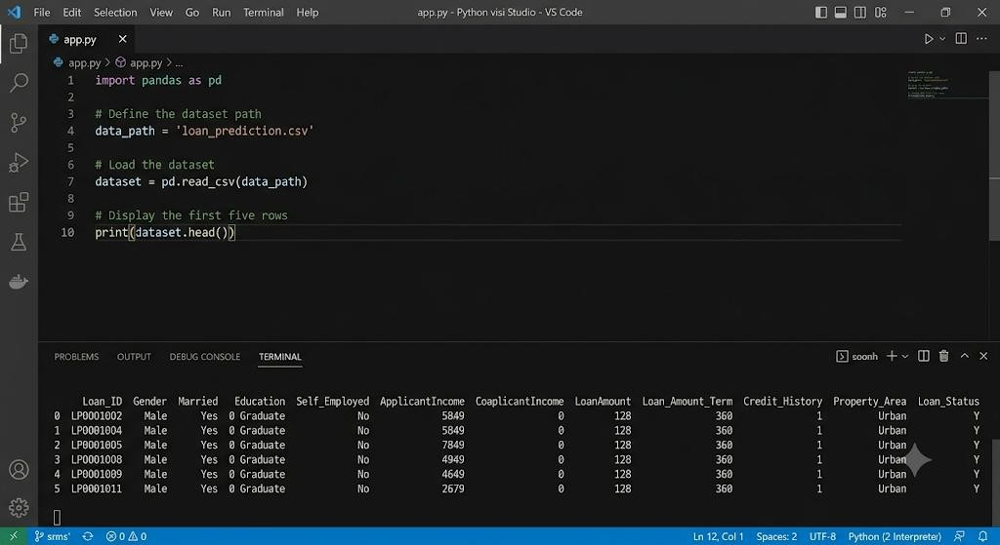 File Edit Selection View Go Run Terminal Help app.py - Python visi Studio - VS Code
app.py
app.py > app.py > ...
1 import pandas as pd
2
3 # Define the dataset path
4 data_path = 'loan_prediction.csv'
5
6 # Load the dataset
7 dataset = pd.read_csv(data_path)
8
9 # Display the first five rows
10 print(dataset.head())
PROBLEMS OUTPUT DEBUG CONSOLE TERMINAL soonh
Loan_ID Gender Married Education Self_Employed ApplicantIncome CoaplicantIncome LoanAmount Loan_Amount_Term Credit_History Property_Area Loan_Status
0 LP0001002 Male Yes 0 Graduate No 5849 0 128 360 1 Urban Y
1 LP0001004 Male Yes 0 Graduate No 5849 0 128 360 1 Urban Y
2 LP0001005 Male Yes 0 Graduate No 7849 0 128 360 1 Urban Y
3 LP0001008 Male Yes 0 Graduate No 4949 0 128 360 1 Urban Y
4 LP0001009 Male Yes 0 Graduate No 4649 0 128 360 1 Urban Y
5 LP0001011 Male Yes 0 Graduate No 2679 0 128 360 1 Urban Y
srms' 0 0 Ln 12, Col 1 Spaces: 2 UTF-8 Python (2 Interpreter)